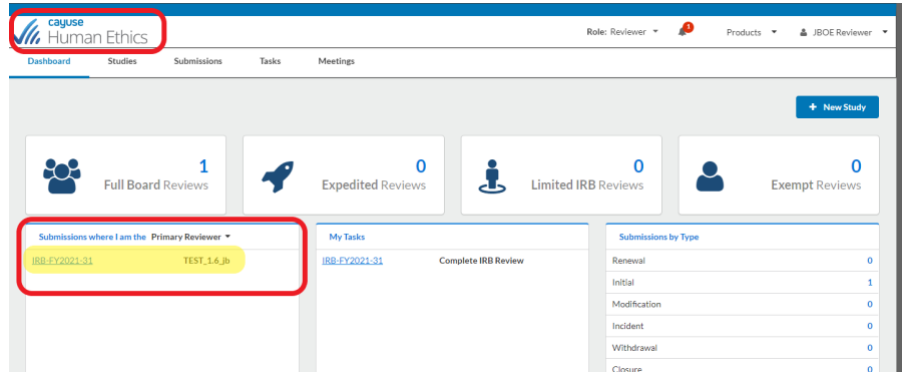 cayuse
Human Ethics
Role: Reviewer
1
Products
JBOE Reviewer
Dashboard Studies Submissions Tasks Meetings
+ New Study
1
Full Board Reviews
0
Expedited Reviews
0
Limited IRB Reviews
0
Exempt Reviews
Submissions where I am the Primary Reviewer
IRB-FY2021-31 TEST_1.6_jb
My Tasks
IRB-FY2021-31 Complete IRB Review
Submissions by Type
Renewal 0
Initial 1
Modification 0
Incident 0
Withdrawal 0
Closure 0